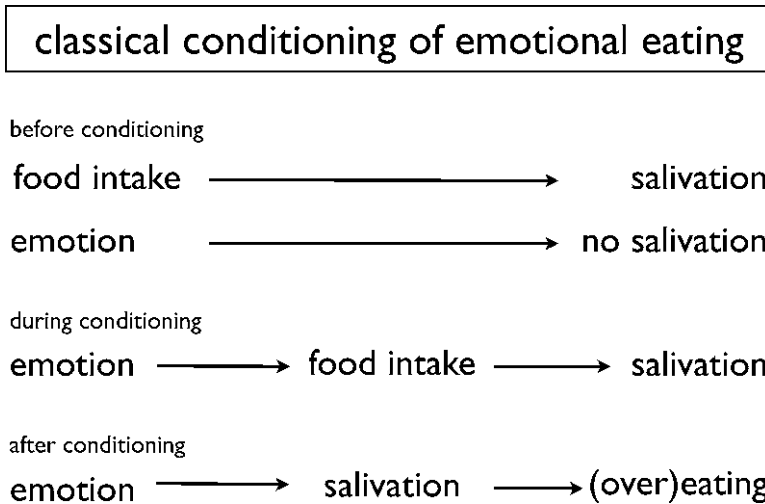 classical conditioning of emotional eating
before conditioning
food intake salivation
emotion no salivation
during conditioning
emotion food intake salivation
after conditioning
emotion salivation (over)eating